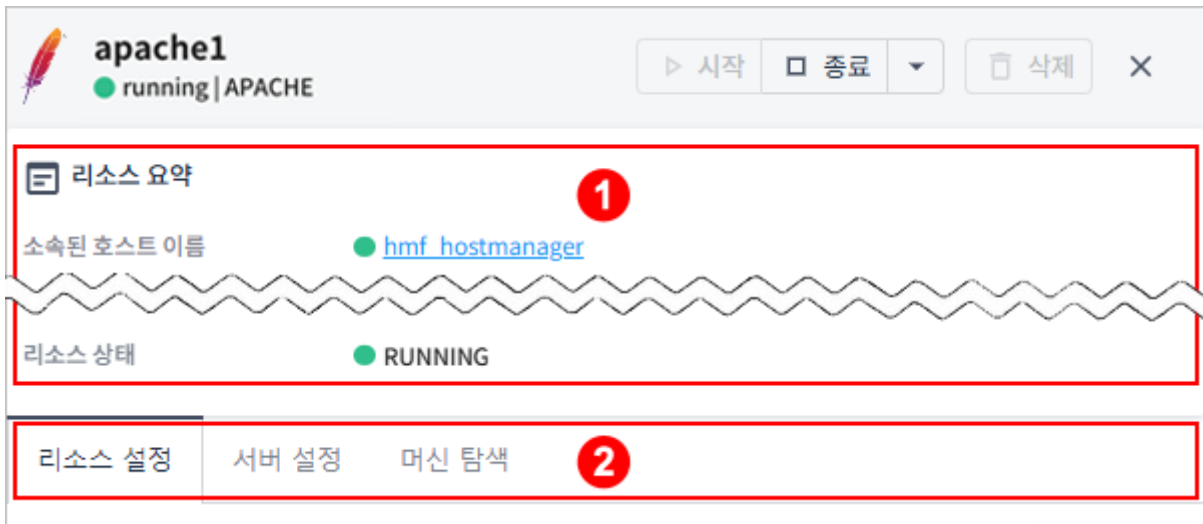 apache1
running | APACHE
시작 종료 삭제
리소스 요약
1
소속된 호스트 이름 hmf_hostmanager
리소스 상태 RUNNING
리소스 설정 서버 설정 머신 탐색 2